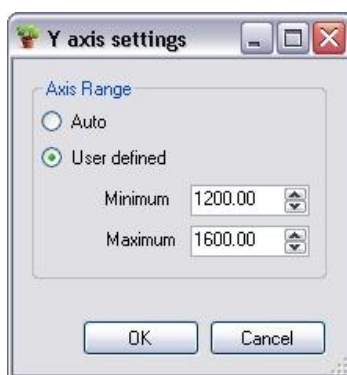 Y axis settings
Axis Range
Auto
User defined
Minimum 1200.00
Maximum 1600.00
OK Cancel